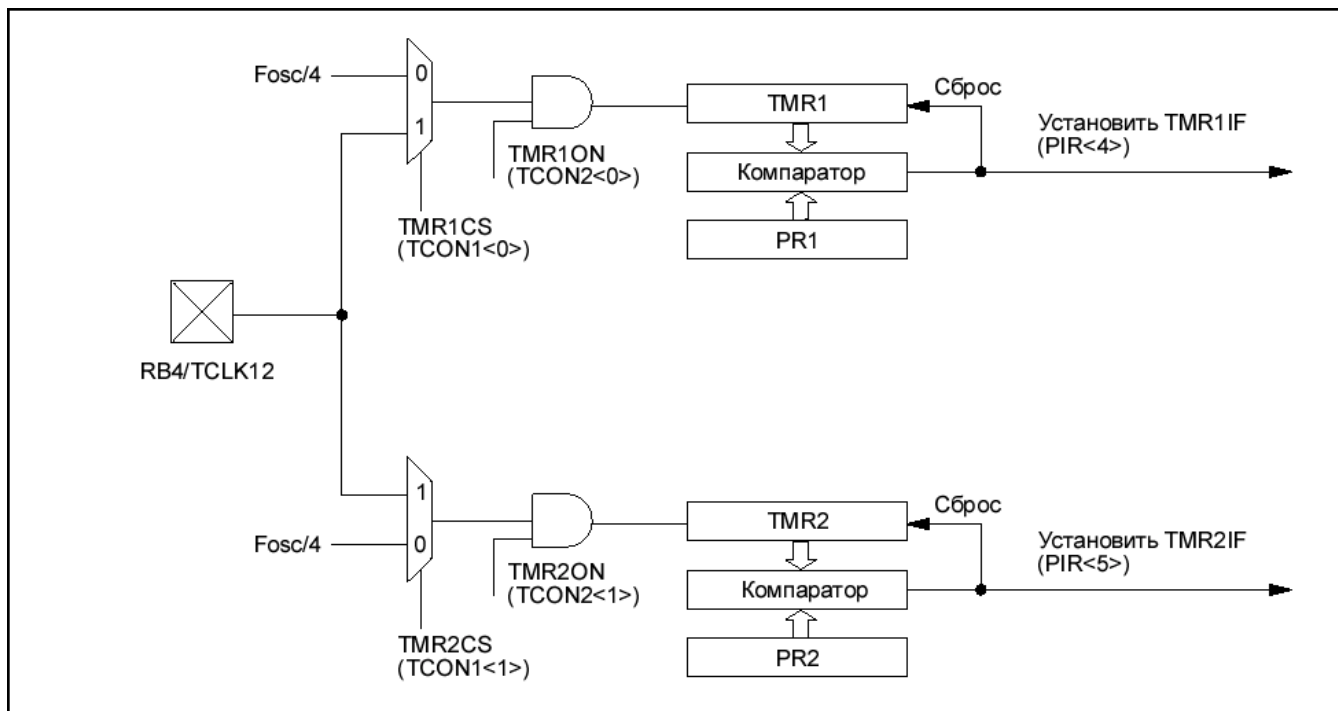 Fosc/4
0
1
TMR1ON
(TCON2<0>)
TMR1CS
(TCON1<0>)
TMR1
Компаратор
PR1
Сброс
Установить TMR1IF
(PIR<4>)
RB4/TCLK12
1
0
Fosc/4
TMR2ON
(TCON2<1>)
TMR2CS
(TCON1<1>)
TMR2
Компаратор
PR2
Сброс
Установить TMR2IF
(PIR<5>)